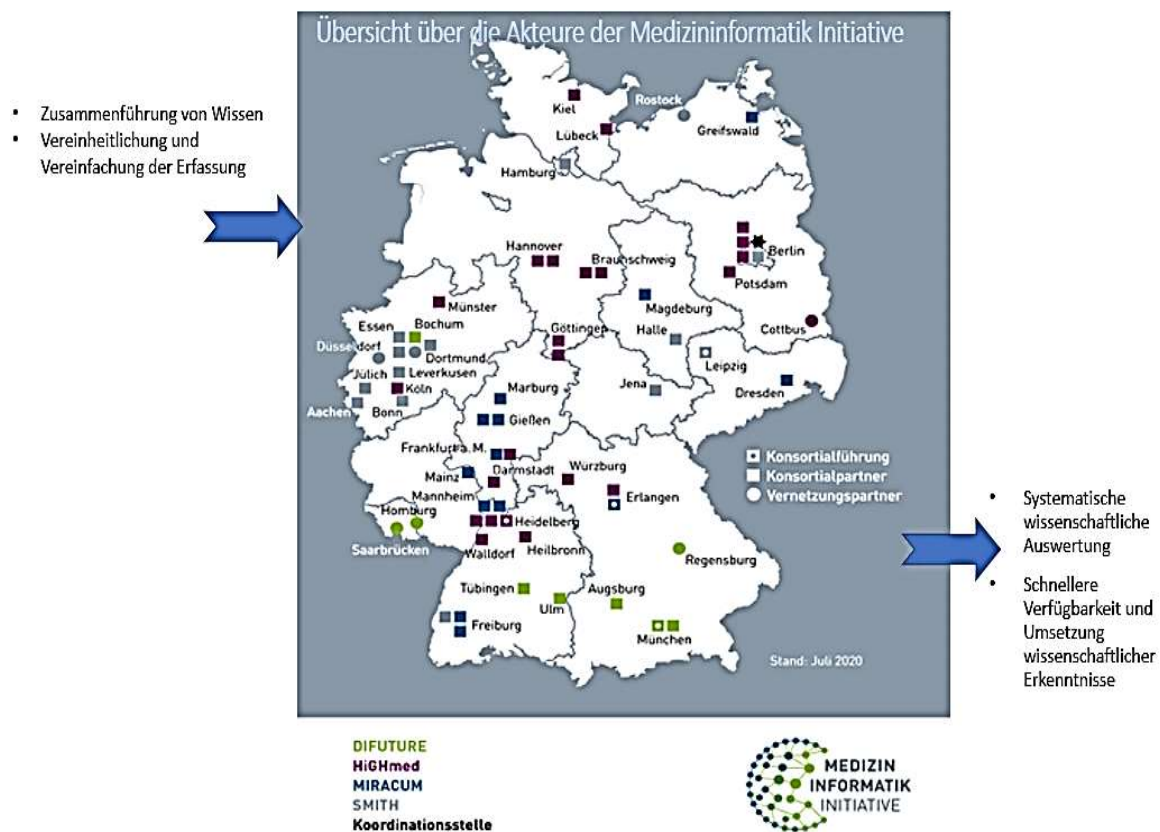 Übersicht über die Akteure der Medizininformatik Initiative
• Zusammenführung von Wissen
• Vereinheitlichung und
Vereinfachung der Erfassung
Kiel
Rostock
Lübeck
Greifswald
Hamburg
Hannover
Braunschweig
Berlin
Potsdam
Münster
Magdeburg
Cottbus
Essen
Bochum
Göttingen
Halle
Düsseldorf
Dortmund
Leipzig
Jülich
Leverkusen
Köln
Marburg
Jena
Dresden
Aachen
Bonn
Gießen
Frankfurt a.M.
Mainz
Darmstadt
Würzburg
Mannheim
Erlangen
Homburg
Heidelberg
Saarbrücken
Walldorf
Heilbronn
Regensburg
Tübingen
Ulm
Augsburg
Freiburg
München
Konsortialführung
Konsortialpartner
Vernetzungspartner
Stand: Juli 2020
• Systematische
wissenschaftliche
Auswertung
• Schnellere
Verfügbarkeit und
Umsetzung
wissenschaftlicher
Erkenntnisse
DIFUTURE
HiGHmed
MIRACUM
SMITH
Koordinationsstelle
MEDIZIN
INFORMATIK
INITIATIVE